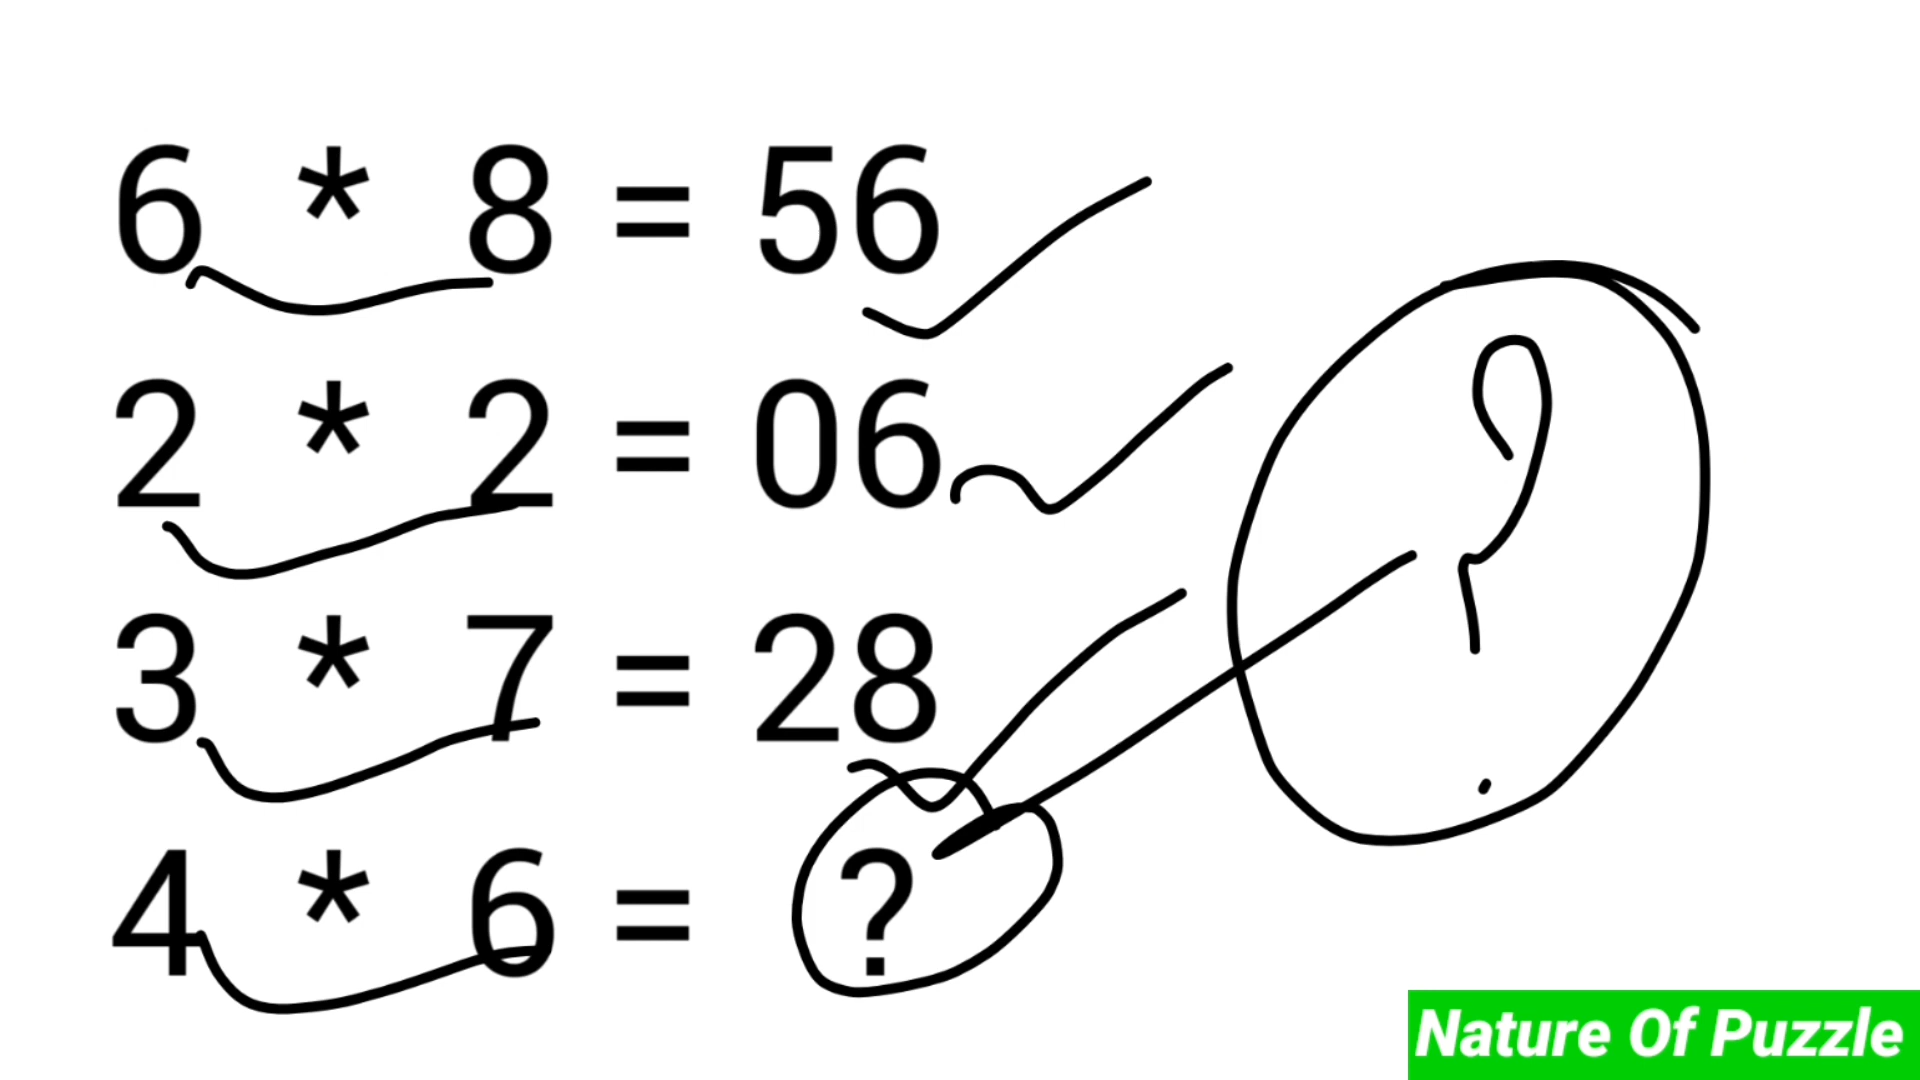 6 * 8 = 56
2 * 2 = 06
3 * 7 = 28
4 * 6 = ?
?
Nature Of Puzzle